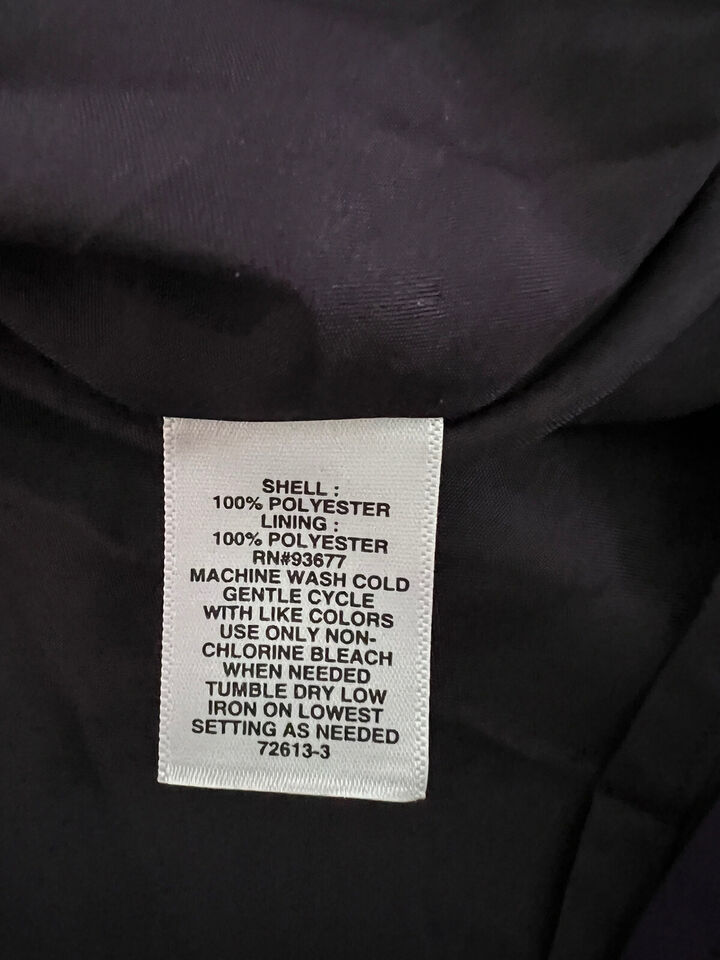 SHELL :
100% POLYESTER
LINING :
100% POLYESTER
RN#93677
MACHINE WASH COLD
GENTLE CYCLE
WITH LIKE COLORS
USE ONLY NON-
CHLORINE BLEACH
WHEN NEEDED
TUMBLE DRY LOW
IRON ON LOWEST
SETTING AS NEEDED
72613-3